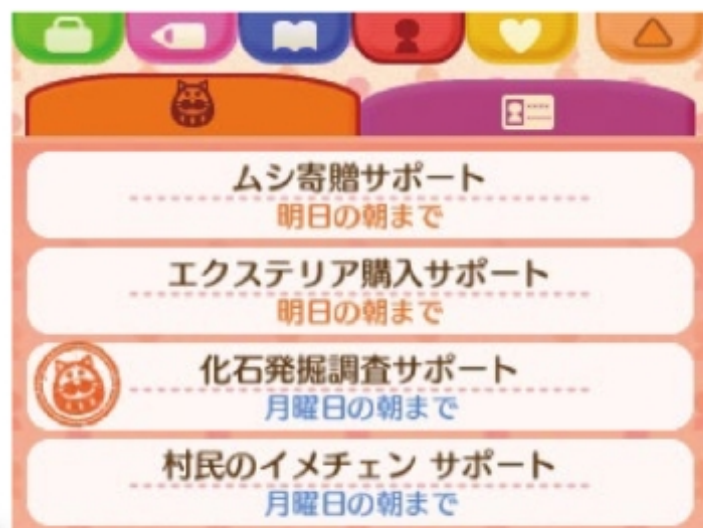 ムシ寄贈サポート
明日の朝まで
エクステリア購入サポート
明日の朝まで
化石発掘調査サポート
月曜日の朝まで
村民のイメチェン サポート
月曜日の朝まで